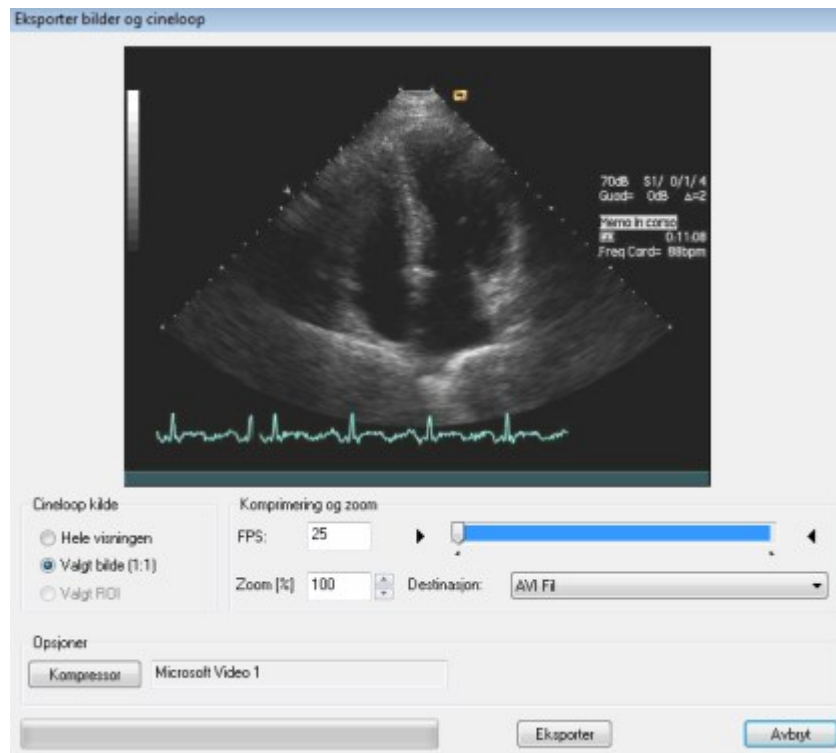 Eksporter bilder og cineloop
70dB S1/ 0/1/4
Guad= 0dB Δ=2
Memo in corso
0:11:08
Freq Card= 88bpm
Cineloop kilde
Hele visningen
Valgt bilde (1:1)
Valgt ROI
Komprimering og zoom
FPS: 25
Zoom [%] 100
Destinasjon: AVI Fil
Opsjoner
Kompressor Microsoft Video 1
Eksporter Avbryt